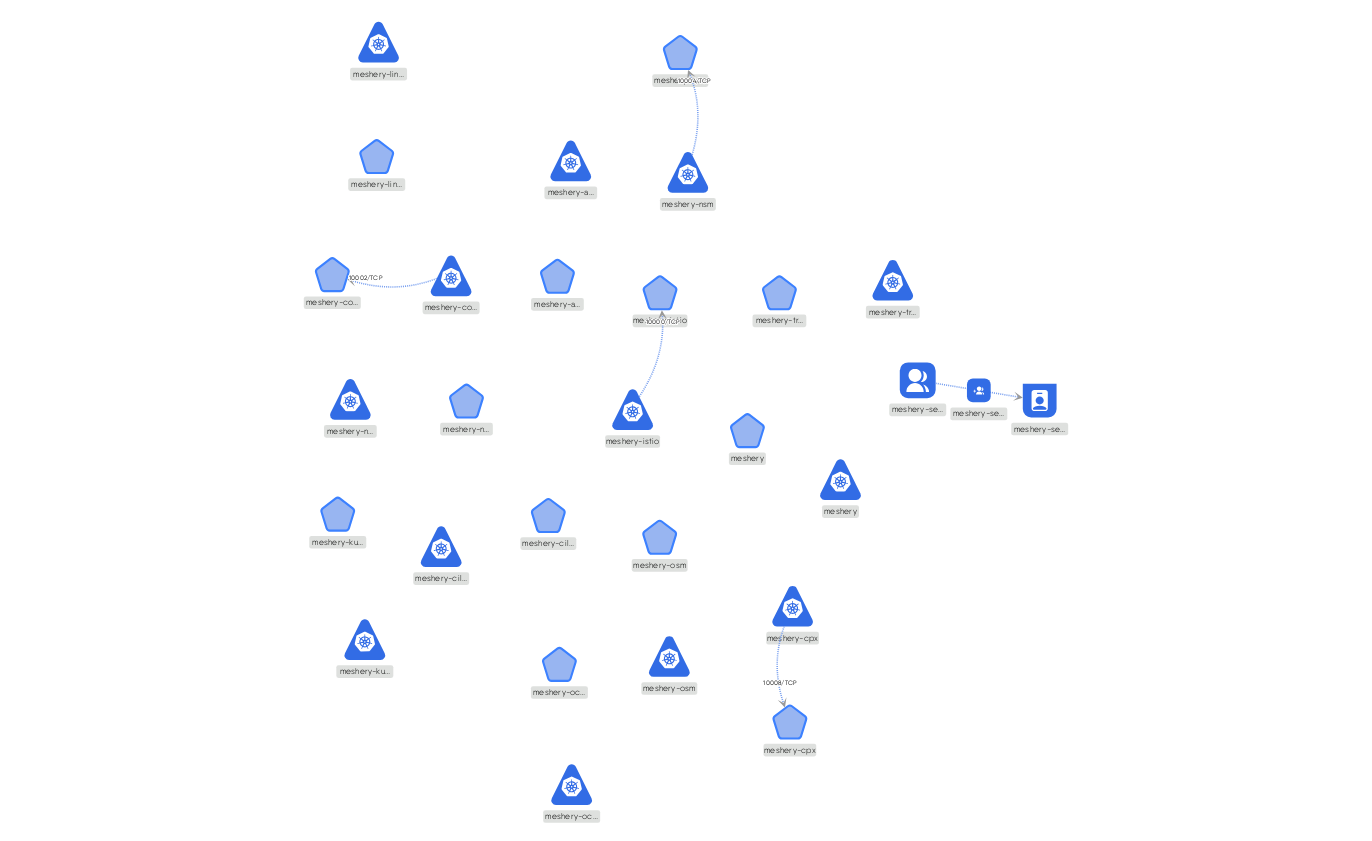 meshery-lin...
10004/TCP
meshery-lin...
meshery-a...
meshery-nsm
10002/TCP
meshery-co...
meshery-co...
meshery-a...
10000/TCP
meshery-tr...
meshery-tr...
meshery-se...
meshery-se...
meshery-se...
meshery-n...
meshery-n...
meshery-istio
meshery
meshery
meshery-ku...
meshery-cil...
meshery-cil...
meshery-osm
meshery-cpx
meshery-ku...
meshery-oc...
meshery-osm
10008/TCP
meshery-cpx
meshery-oc...